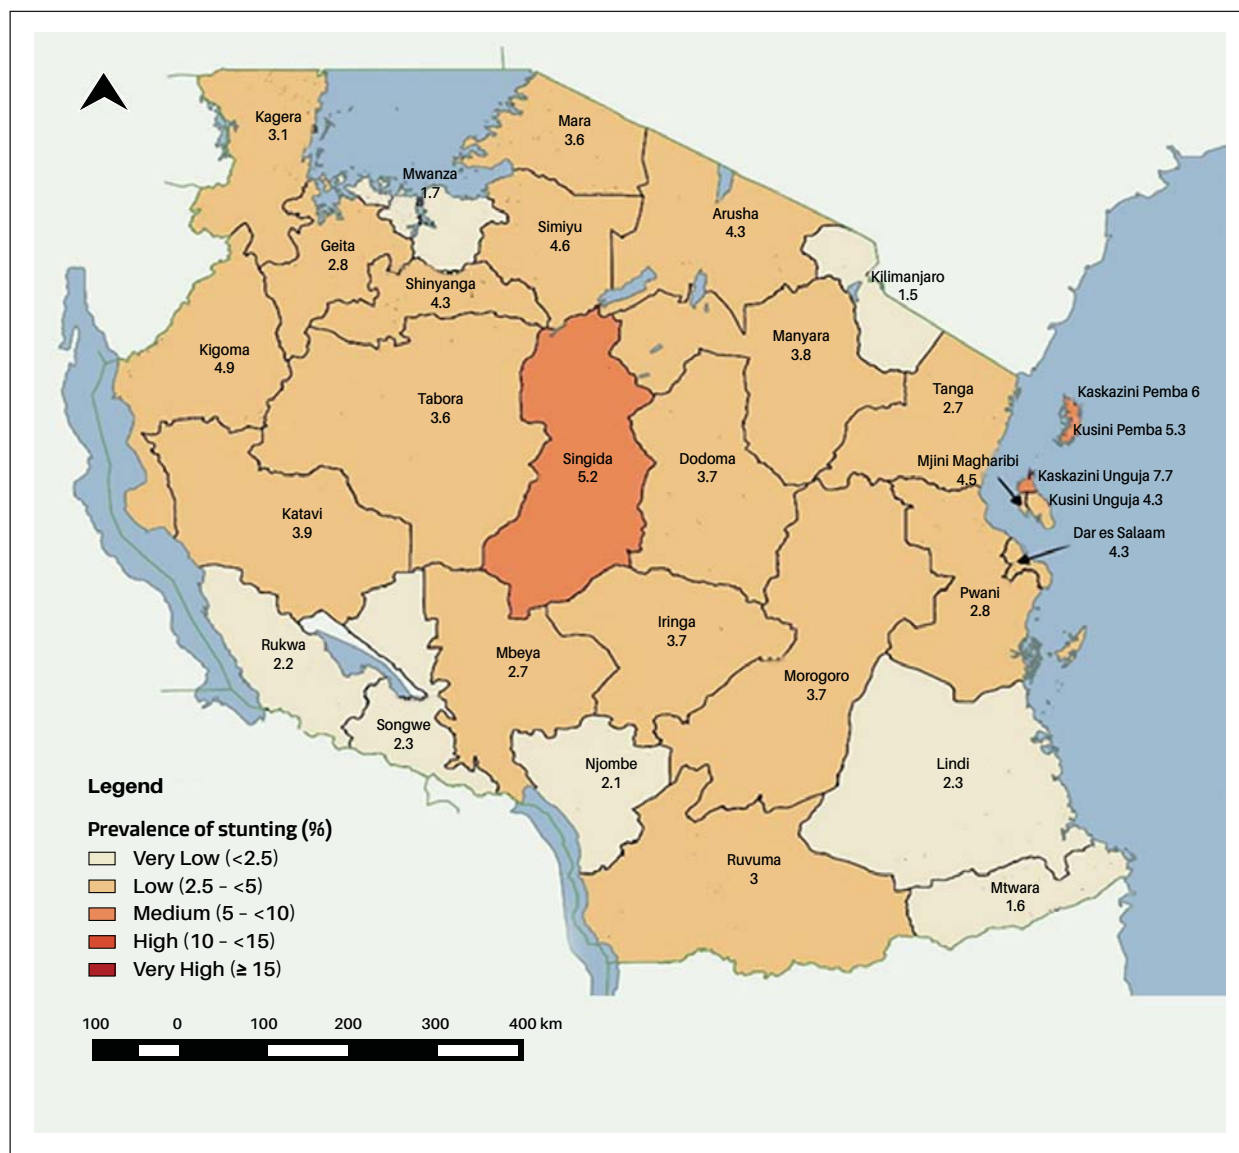 Kagera
3.1
Mara
3.6
Mwanza
1.7
Arusha
4.3
Simiyu
4.6
Geita
2.8
Shinyanga
4.3
Kilimanjaro
1.5
Kigoma
4.9
Manyara
3.8
Tabora
3.6
Tanga
2.7
Kaskazini Pemba 6
Kusini Pemba 5.3
Singida
5.2
Dodoma
3.7
Mjini Magharibi
4.5
Kaskazini Unguja 7.7
Kusini Unguja 4.3
Katavi
3.9
Dar es Salaam
4.3
Pwani
2.8
Iringa
3.7
Rukwa
2.2
Mbeya
2.7
Morogoro
3.7
Songwe
2.3
Njombe
2.1
Lindi
2.3
Ruvuma
3
Mtwara
1.6
Legend
Prevalence of stunting (%)
Very Low (<2.5)
Low (2.5 - <5)
Medium (5 - <10)
High (10 - <15)
Very High (≥ 15)
100 0 100 200 300 400 km